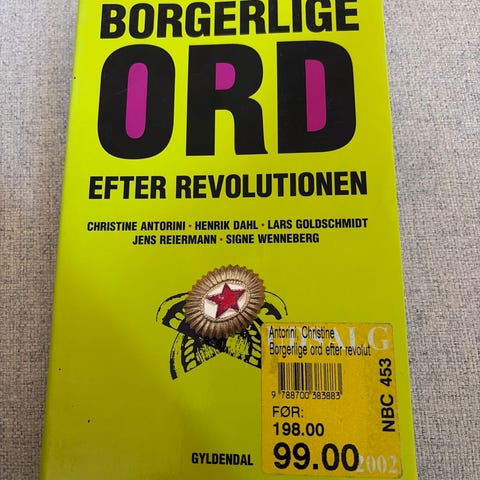 BORGERLIGE
ORD
EFTER REVOLUTIONEN
CHRISTINE ANTORINI · HENRIK DAHL · LARS GOLDSCHMIDT
JENS REIERMANN · SIGNE WENNEBERG
Antorini, Christine
Borgerlige ord efter revolut
9 788700 383883
NBC 453
FØR:
198.00
99.00
2002
GYLDENDAL